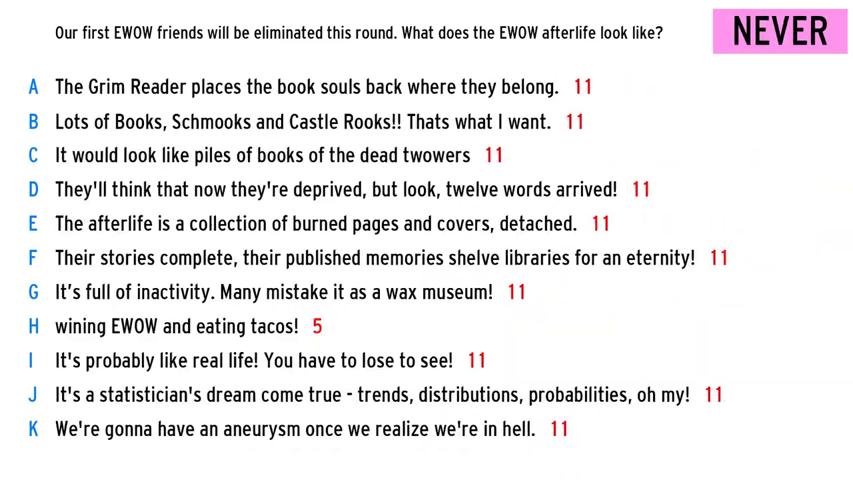 Our first EWOW friends will be eliminated this round. What does the EWOW afterlife look like?
NEVER
A The Grim Reader places the book souls back where they belong. 11
B Lots of Books, Schmooks and Castle Rooks!! Thats what I want. 11
C It would look like piles of books of the dead twowers 11
D They'll think that now they're deprived, but look, twelve words arrived! 11
E The afterlife is a collection of burned pages and covers, detached. 11
F Their stories complete, their published memories shelve libraries for an eternity! 11
G It’s full of inactivity. Many mistake it as a wax museum! 11
H wining EWOW and eating tacos! 5
I It's probably like real life! You have to lose to see! 11
J It's a statistician's dream come true - trends, distributions, probabilities, oh my! 11
K We're gonna have an aneurysm once we realize we're in hell. 11